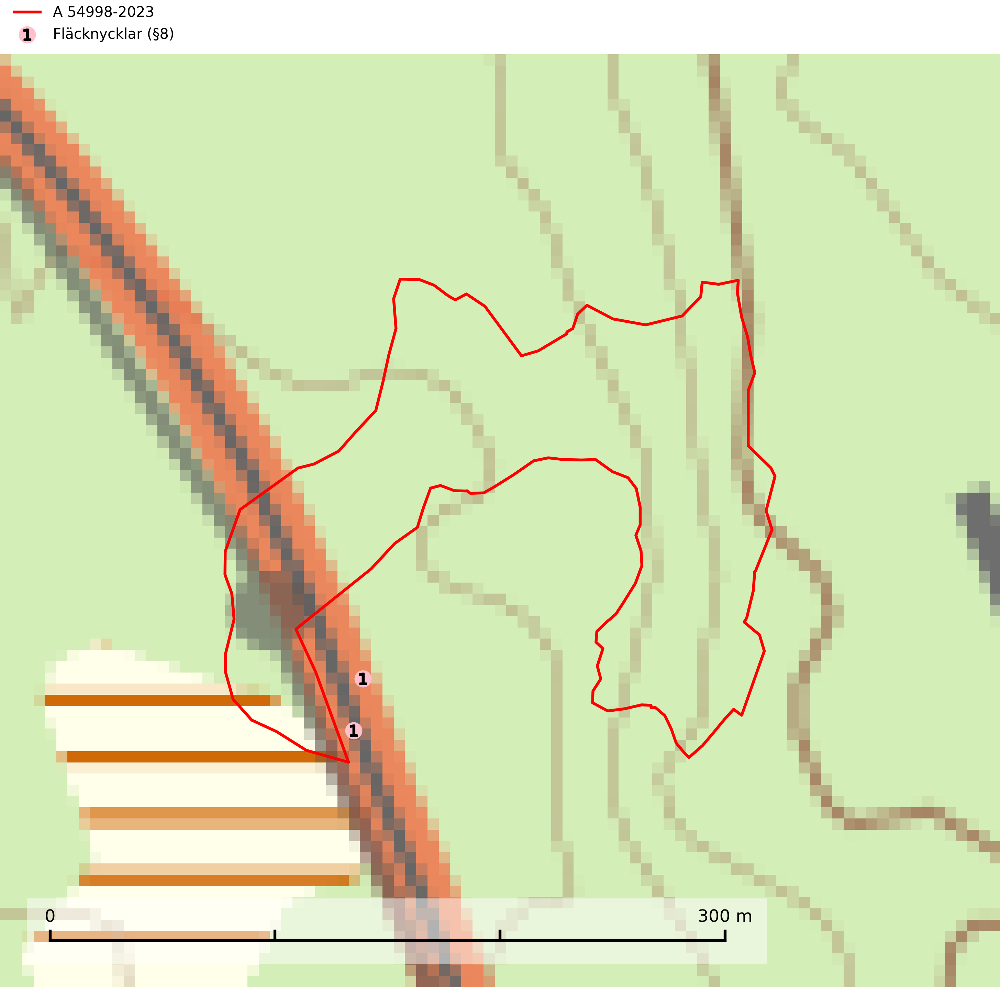 A 54998-2023
1 Fläcknycklar (§8)
1
1
0 300 m